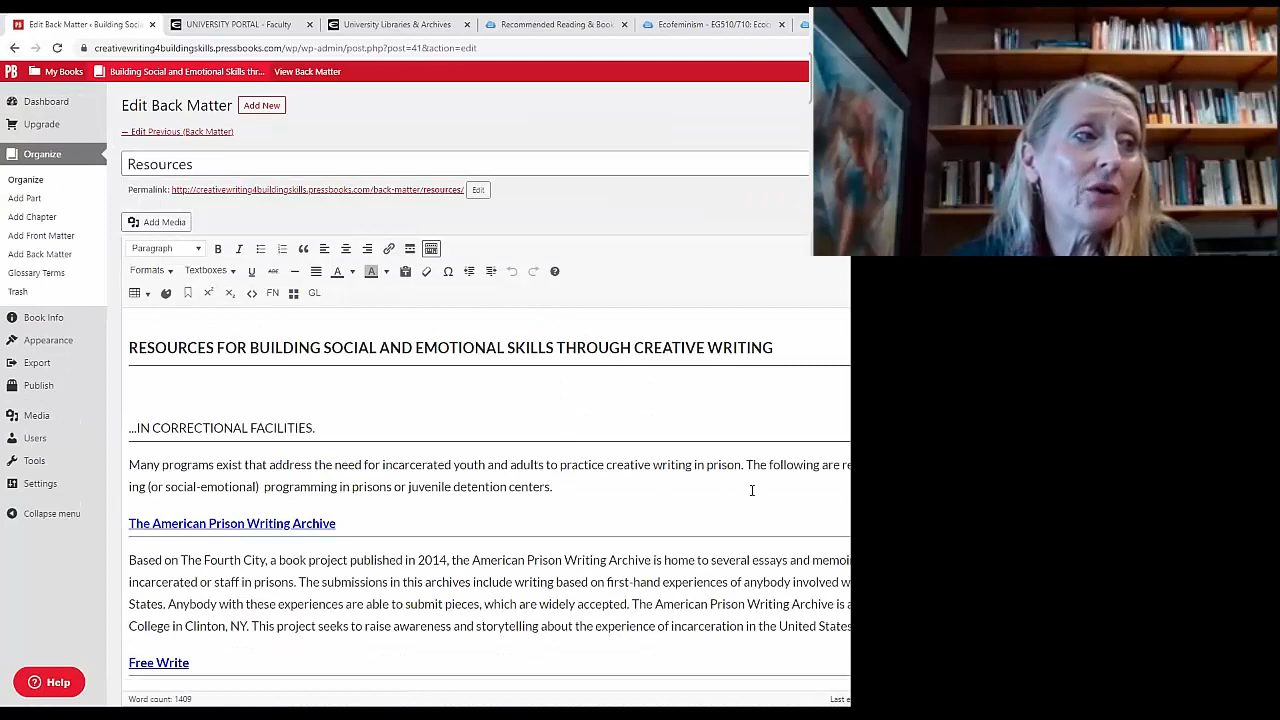 Edit Back Matter ‹ Building Soci
UNIVERSITY PORTAL - Faculty
University Libraries & Archives
Recommended Reading & Book
Ecofeminism - EG510/710: Ecoc
creativewriting4buildingskills.pressbooks.com/wp/wp-admin/post.php?post=41&action=edit
PB My Books Building Social and Emotional Skills thr... View Back Matter
Dashboard
Upgrade
Organize
Organize
Add Part
Add Chapter
Add Front Matter
Add Back Matter
Glossary Terms
Trash
Book Info
Appearance
Export
Publish
Media
Users
Tools
Settings
Collapse menu
Help
Edit Back Matter Add New
← Edit Previous (Back Matter)
Resources
Permalink: http://creativewriting4buildingskills.pressbooks.com/back-matter/resources/ Edit
Add Media
Paragraph B I
Formats Textboxes U ABC A A Ω
X² X₂ <> FN GL
RESOURCES FOR BUILDING SOCIAL AND EMOTIONAL SKILLS THROUGH CREATIVE WRITING
...IN CORRECTIONAL FACILITIES.
Many programs exist that address the need for incarcerated youth and adults to practice creative writing in prison. The following are re
ing (or social-emotional) programming in prisons or juvenile detention centers.
The American Prison Writing Archive
Based on The Fourth City, a book project published in 2014, the American Prison Writing Archive is home to several essays and memoi
incarcerated or staff in prisons. The submissions in this archives include writing based on first-hand experiences of anybody involved w
States. Anybody with these experiences are able to submit pieces, which are widely accepted. The American Prison Writing Archive is a
College in Clinton, NY. This project seeks to raise awareness and storytelling about the experience of incarceration in the United States
Free Write
Word count: 1409
Last e